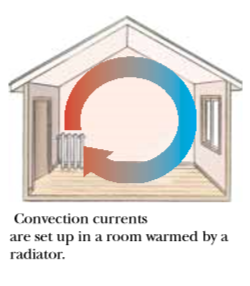 Convection currents
are set up in a room warmed by a
radiator.